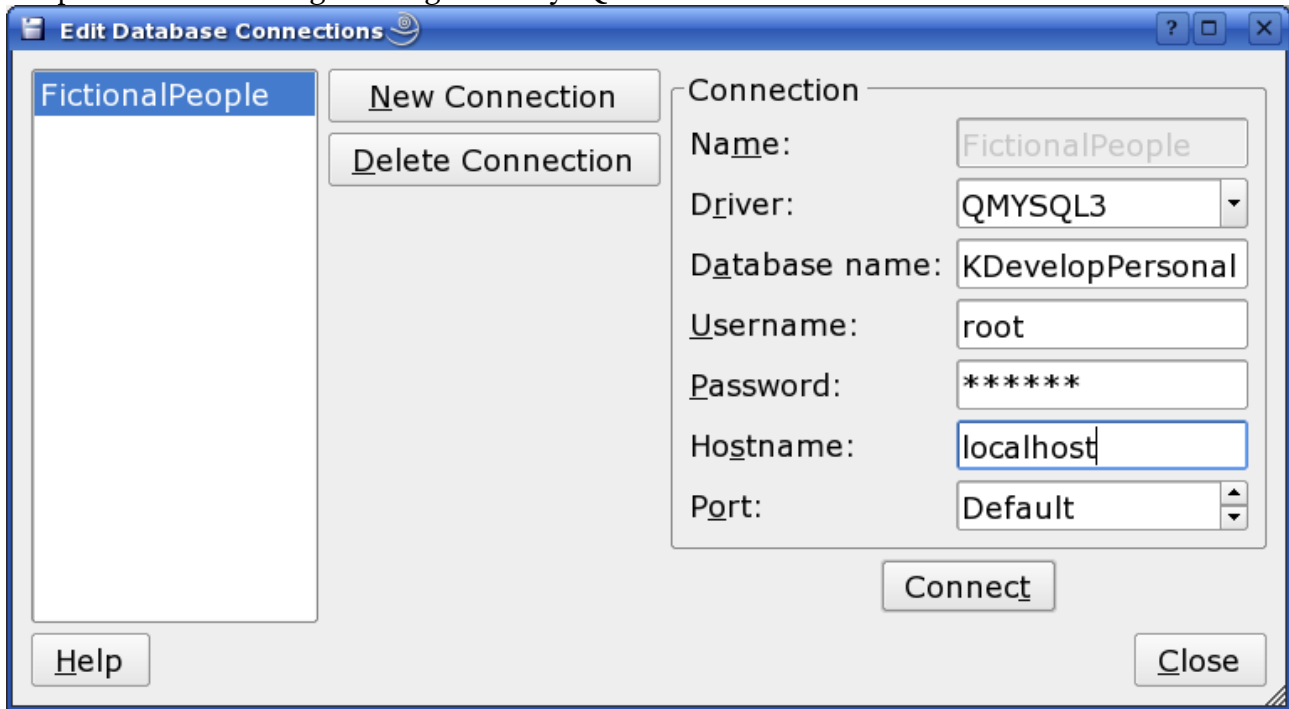 Edit Database Connections
FictionalPeople
New Connection
Delete Connection
Connection
Name: FictionalPeople
Driver: QMYSQL3
Database name: KDevelopPersonal
Username: root
Password: ******
Hostname: localhost
Port: Default
Connect
Help
Close